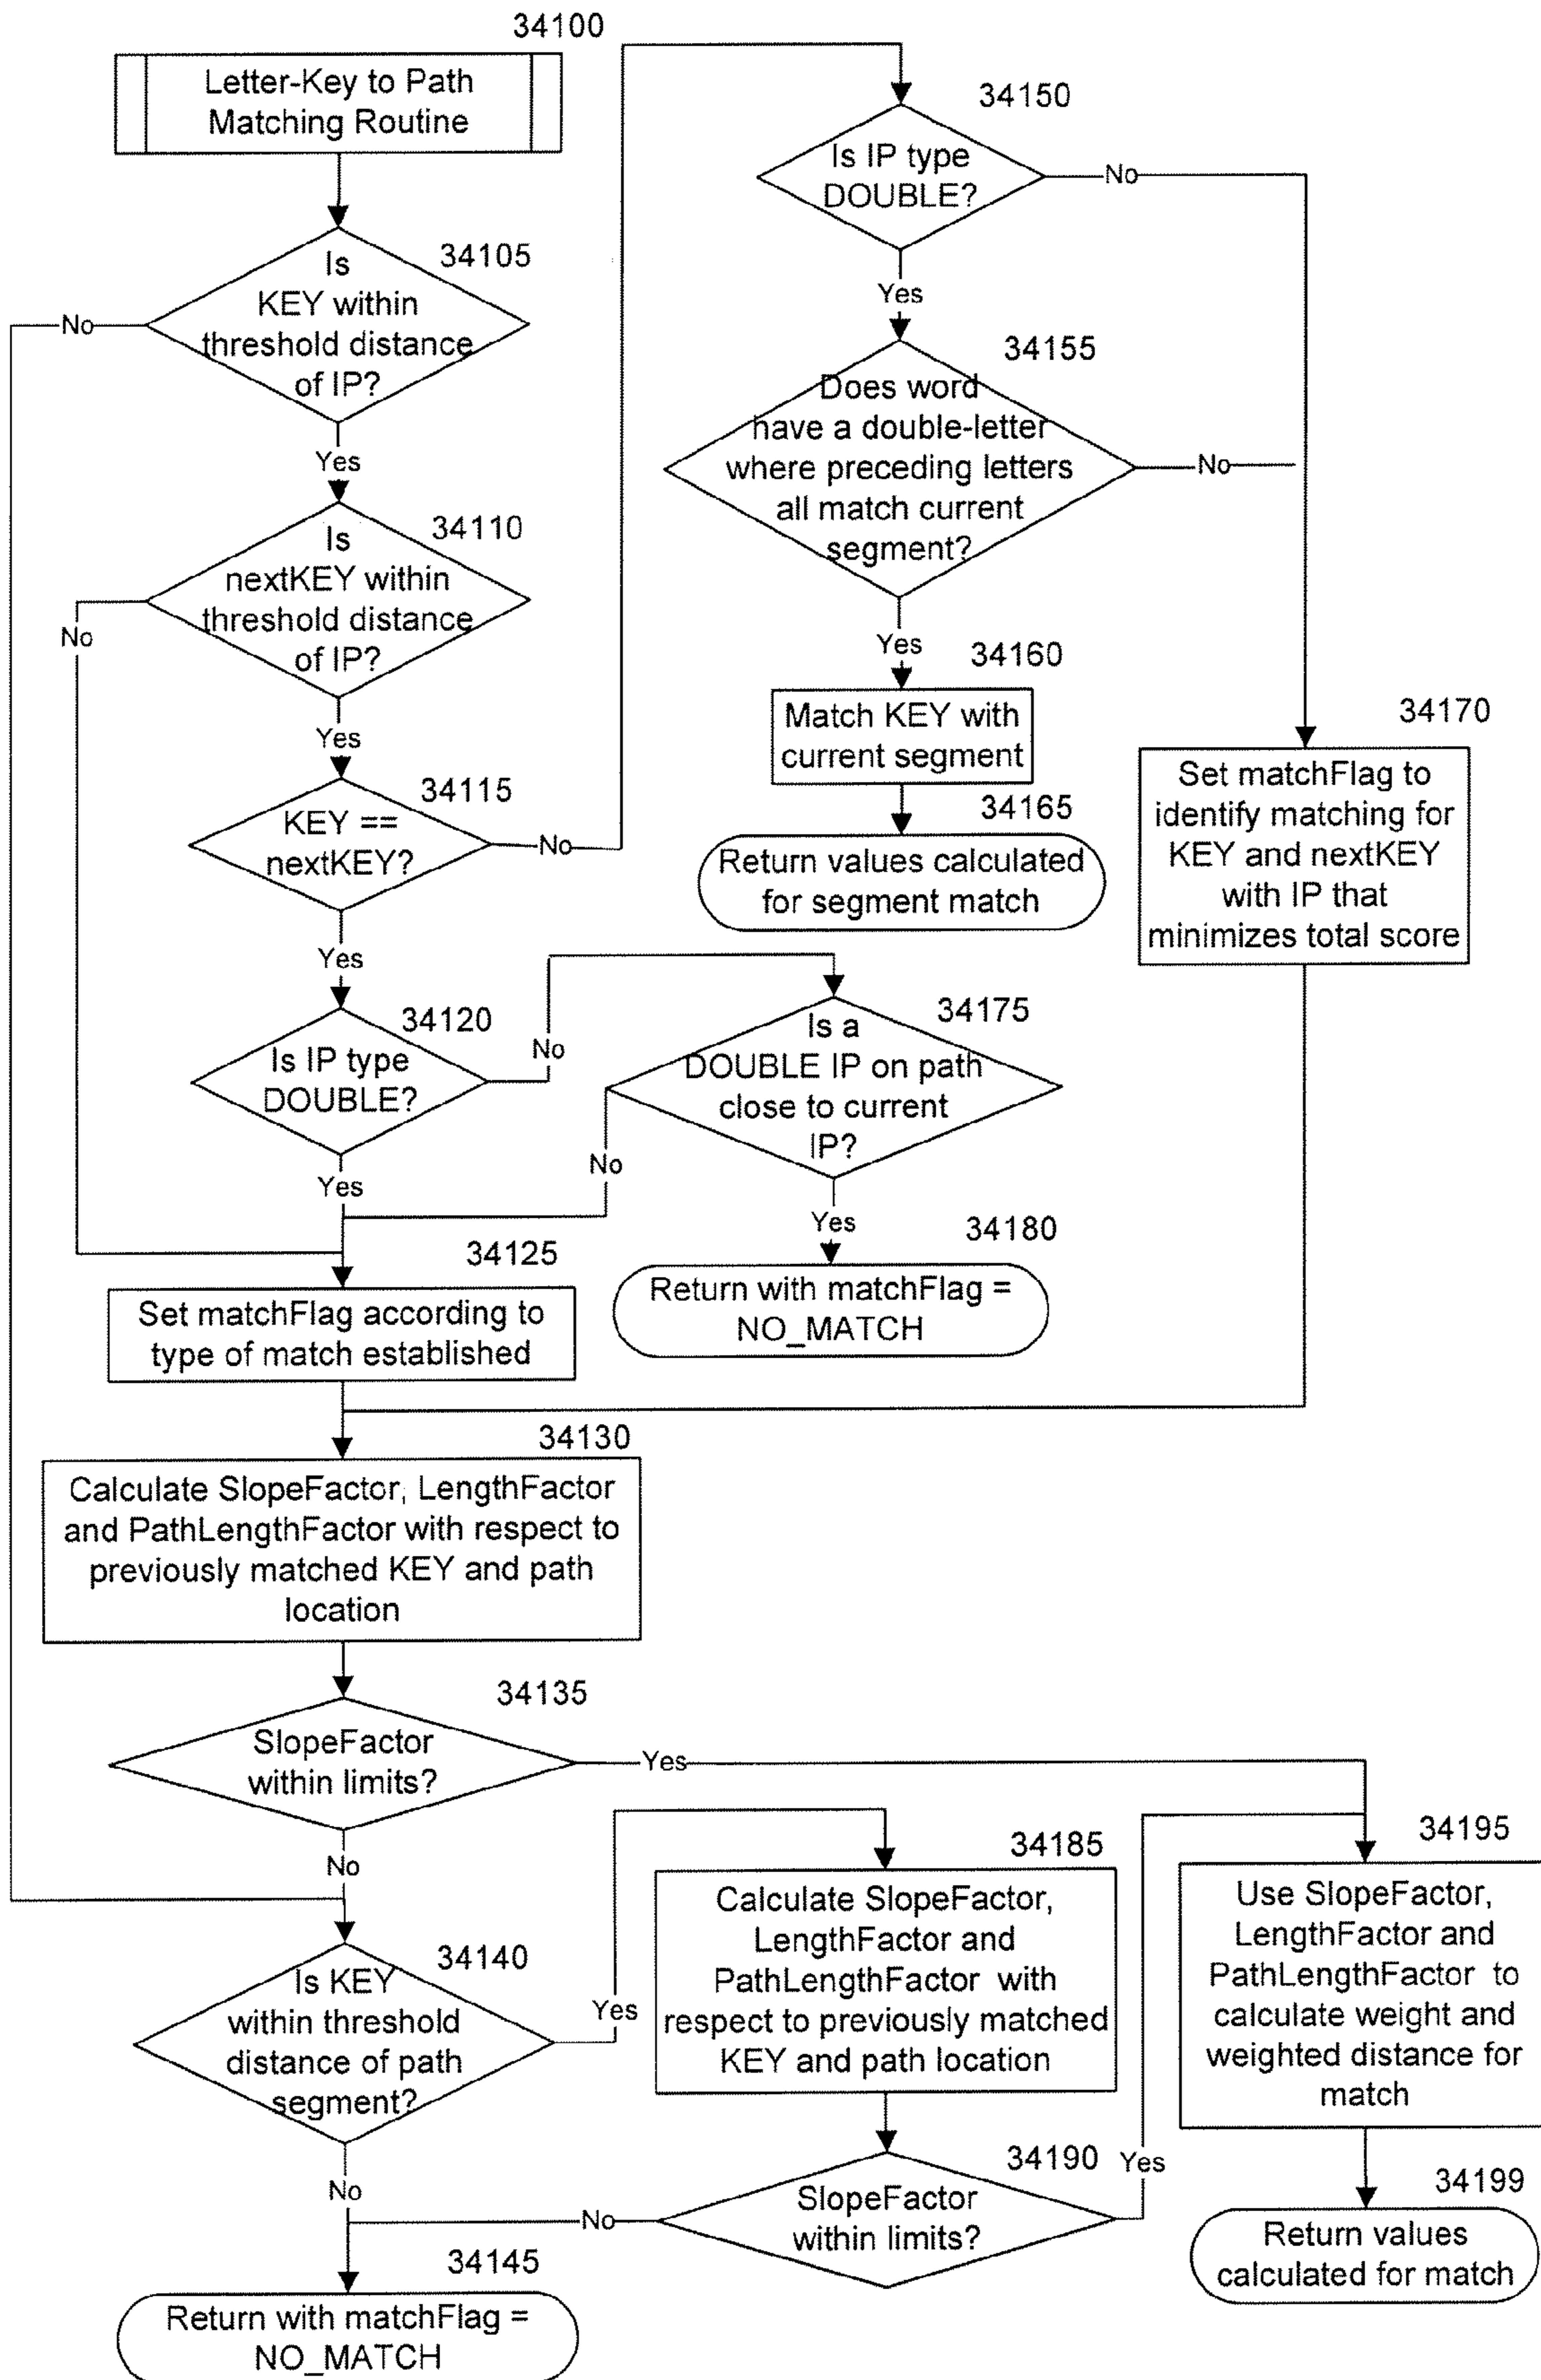 34100
Letter-Key to Path
Matching Routine
34105
Is
KEY within
threshold distance
of IP?
No
Yes
34110
Is
nextKEY within
threshold distance
of IP?
No
Yes
34115
KEY ==
nextKEY?
No
Yes
34120
Is IP type
DOUBLE?
No
Yes
34125
Set matchFlag according to
type of match established
34130
Calculate SlopeFactor, LengthFactor
and PathLengthFactor with respect to
previously matched KEY and path
location
34135
SlopeFactor
within limits?
Yes
No
34140
Is KEY
within threshold
distance of path
segment?
Yes
No
34145
Return with matchFlag =
NO_MATCH
34150
Is IP type
DOUBLE?
No
Yes
34155
Does word
have a double-letter
where preceding letters
all match current
segment?
No
Yes
34160
Match KEY with
current segment
34165
Return values calculated
for segment match
34170
Set matchFlag to
identify matching for
KEY and nextKEY
with IP that
minimizes total score
34175
Is a
DOUBLE IP on path
close to current
IP?
No
Yes
34180
Return with matchFlag =
NO_MATCH
34185
Calculate SlopeFactor,
LengthFactor and
PathLengthFactor with
respect to previously matched
KEY and path location
34190
SlopeFactor
within limits?
Yes
No
34195
Use SlopeFactor,
LengthFactor and
PathLengthFactor to
calculate weight and
weighted distance for
match
34199
Return values
calculated for match